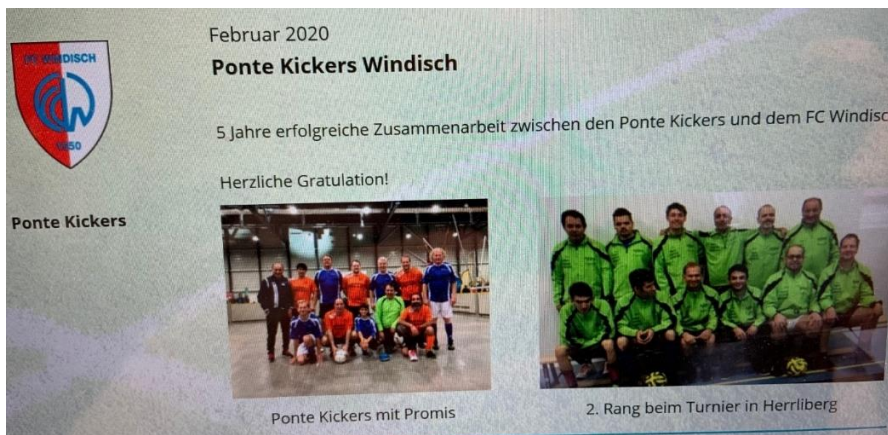 Februar 2020
Ponte Kickers Windisch
FC WINDISCH
1950
5 Jahre erfolgreiche Zusammenarbeit zwischen den Ponte Kickers und dem FC Windisc
Herzliche Gratulation!
Ponte Kickers
Ponte Kickers mit Promis
2. Rang beim Turnier in Herrliberg